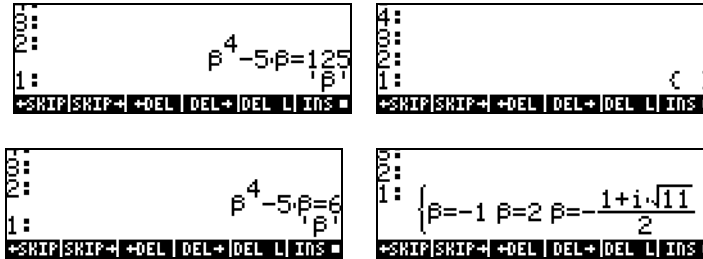 3:
2:
β⁴-5·β=125
1: 'β'
←SKIP SKIP→ ←DEL DEL→ DEL L INS ■
4:
3:
2:
1: {
←SKIP SKIP→ ←DEL DEL→ DEL L INS
3:
2:
β⁴-5·β=6
1: 'β'
←SKIP SKIP→ ←DEL DEL→ DEL L INS ■
2:
1: {β=-1 β=2 β=-\frac{1+i·√11}{2}
←SKIP SKIP→ ←DEL DEL→ DEL L INS